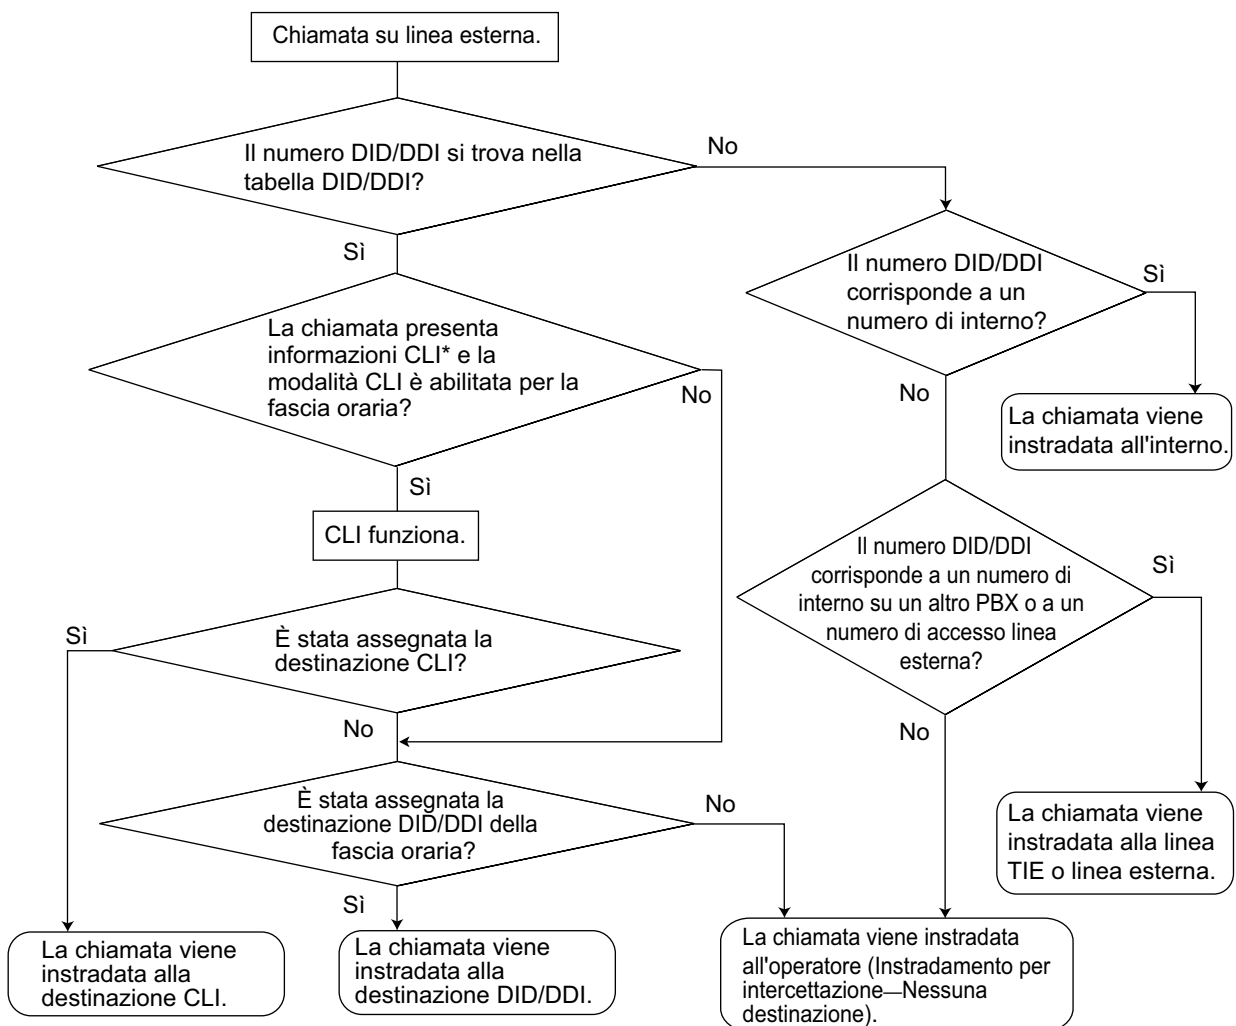 Chiamata su linea esterna.
Il numero DID/DDI si trova nella
tabella DID/DDI?
No
Sì
Il numero DID/DDI
corrisponde a un
numero di interno?
Sì
La chiamata presenta
informazioni CLI* e la
modalità CLI è abilitata per la
fascia oraria?
No
No
La chiamata viene
instradata all'interno.
Sì
CLI funziona.
Il numero DID/DDI
corrisponde a un numero di
interno su un altro PBX o a un
numero di accesso linea
esterna?
Sì
Sì
È stata assegnata la
destinazione CLI?
No
No
È stata assegnata la
destinazione DID/DDI della
fascia oraria?
No
La chiamata viene
instradata alla linea
TIE o linea esterna.
Sì
La chiamata viene
instradata alla
destinazione CLI.
La chiamata viene
instradata alla
destinazione DID/DDI.
La chiamata viene instradata
all'operatore (Instradamento per
intercettazione—Nessuna
destinazione).